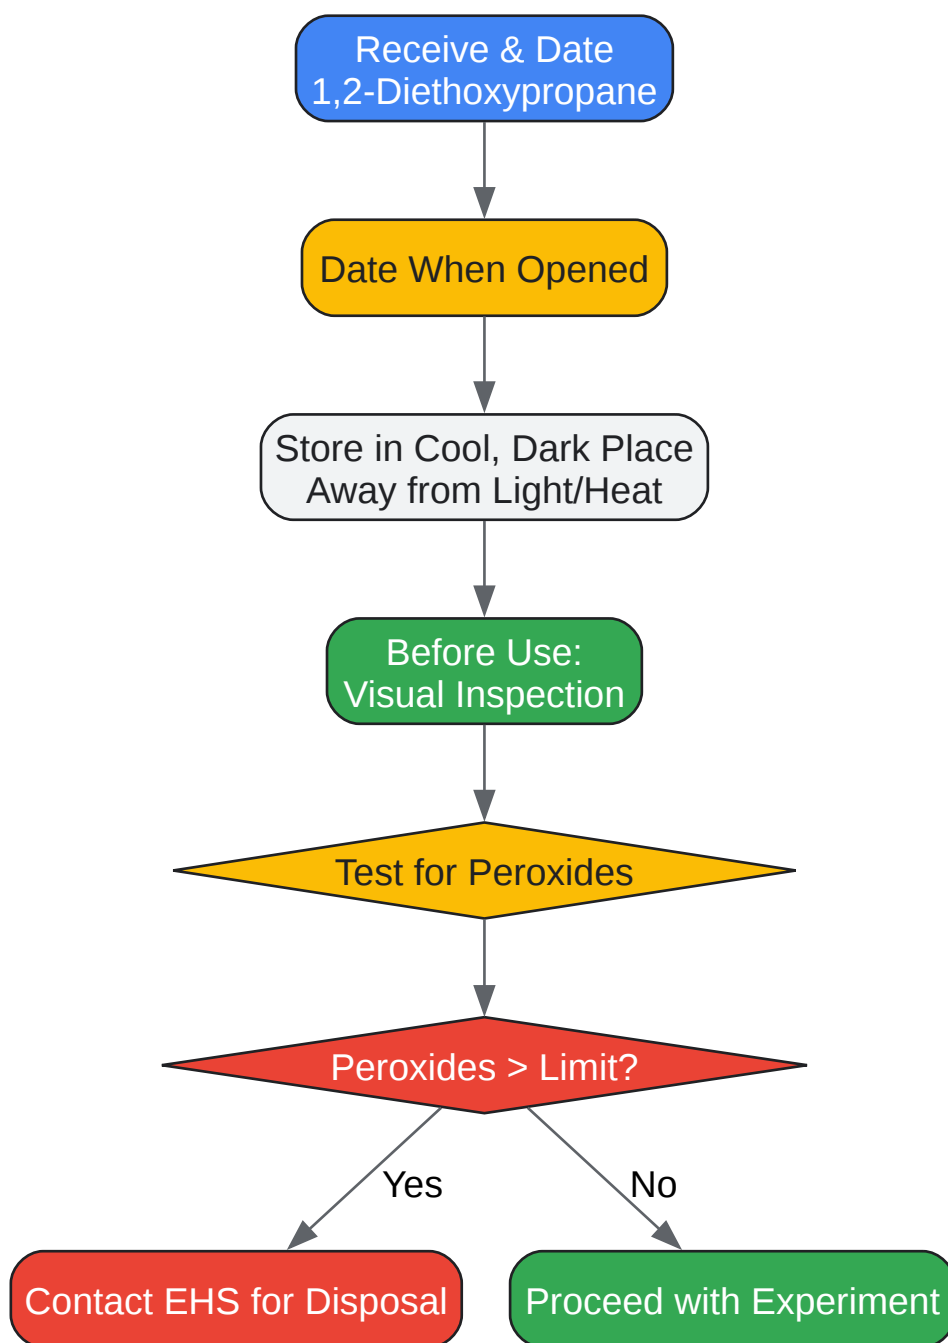 Receive & Date
1,2-Diethoxypropane
Date When Opened
Store in Cool, Dark Place
Away from Light/Heat
Before Use:
Visual Inspection
Test for Peroxides
Peroxides > Limit?
Yes
No
Contact EHS for Disposal
Proceed with Experiment